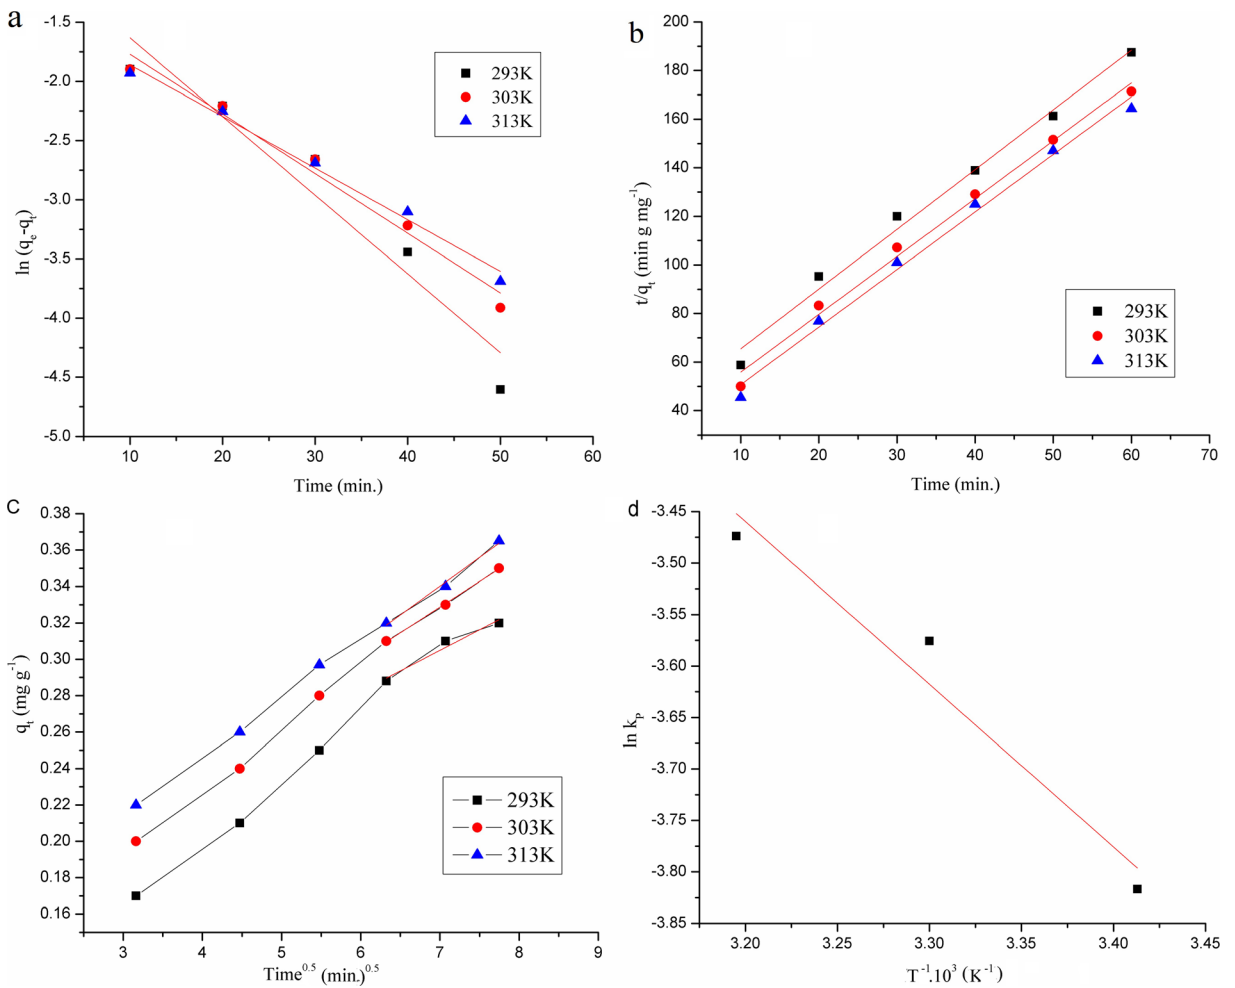 a
-1.5
-2.0
-2.5
-3.0
-3.5
-4.0
-4.5
-5.0
ln (qe-qt)
293K
303K
313K
10 20 30 40 50 60
Time (min.)
b
200
180
160
140
120
100
80
60
40
t/qt (min g mg-1)
293K
303K
313K
10 20 30 40 50 60 70
Time (min.)
c
0.38
0.36
0.34
0.32
0.30
0.28
0.26
0.24
0.22
0.20
0.18
0.16
qt (mg g-1)
293K
303K
313K
3 4 5 6 7 8 9
Time0.5 (min.)0.5
d
-3.45
-3.50
-3.55
-3.60
-3.65
-3.70
-3.75
-3.80
-3.85
ln kP
3.20 3.25 3.30 3.35 3.40 3.45
T-1.103 (K-1)